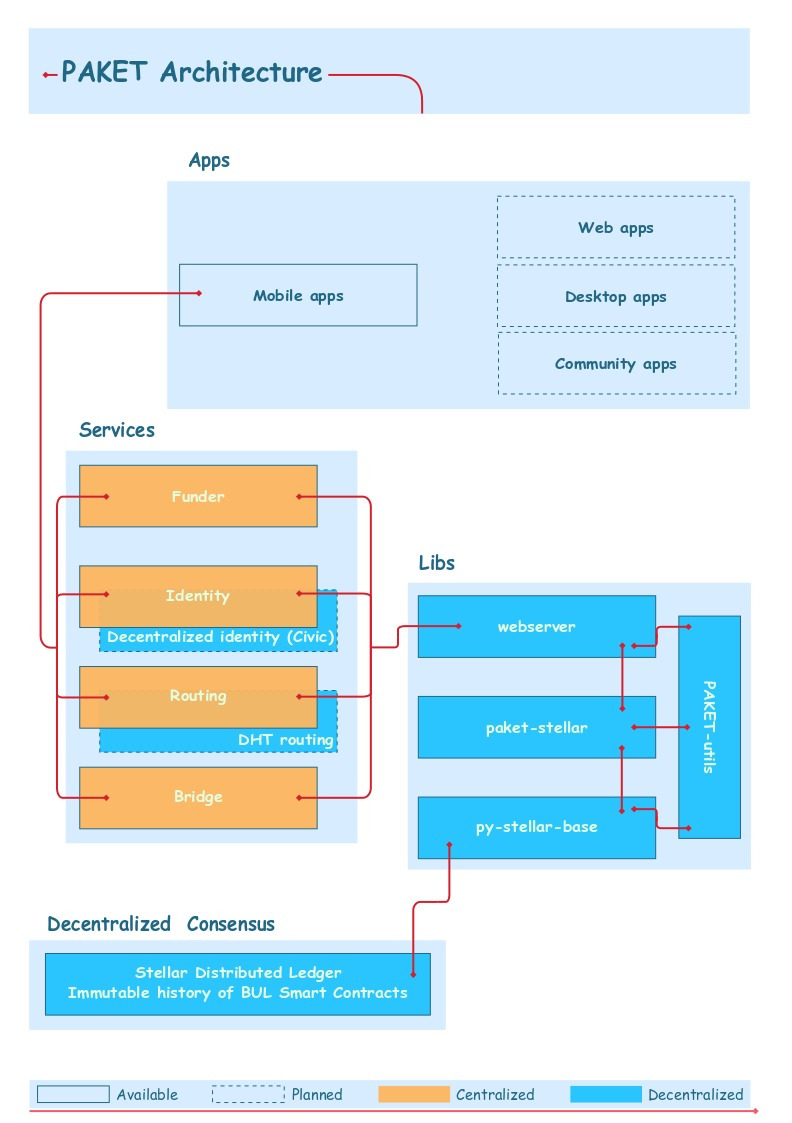 PAKET Architecture
Apps
Web apps
Mobile apps
Desktop apps
Community apps
Services
Funder
Identity
Decentralized identity (Civic)
Routing
DHT routing
Bridge
Libs
webserver
paket-stellar
py-stellar-base
PAKET-utils
Decentralized Consensus
Stellar Distributed Ledger
Immutable history of BUL Smart Contracts
Available
Planned
Centralized
Decentralized